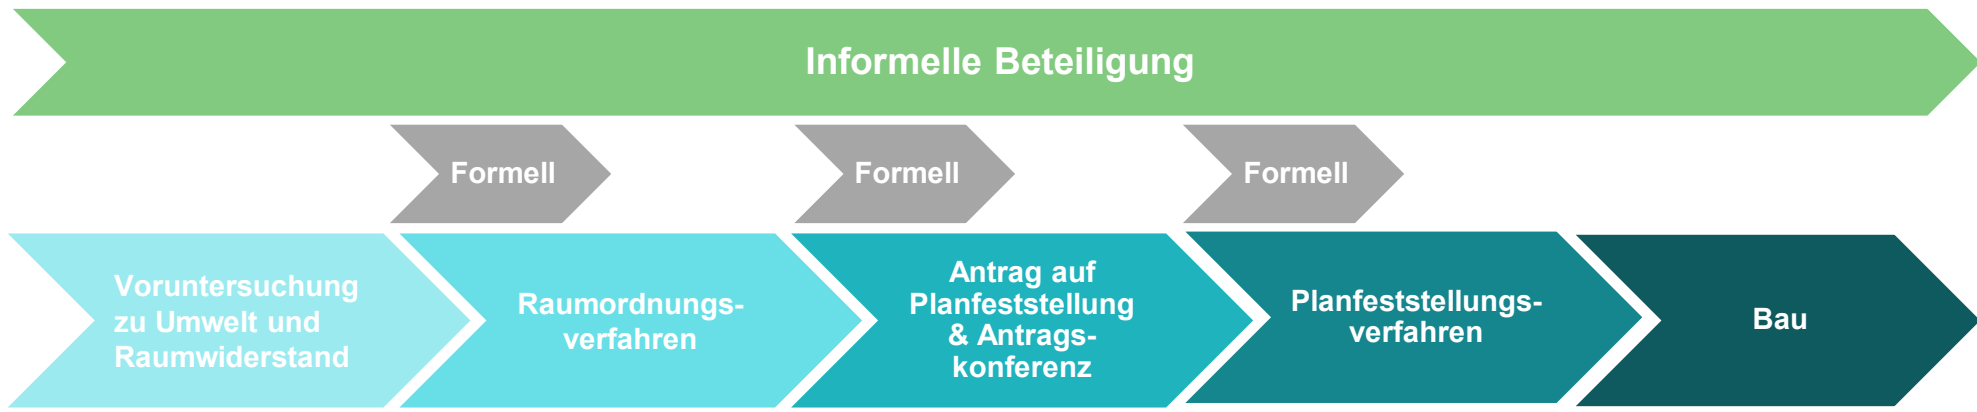 Informelle Beteiligung
Formell
Formell
Formell
Voruntersuchung
zu Umwelt und
Raumwiderstand
Raumordnungs-
verfahren
Antrag auf
Planfeststellung
& Antrags-
konferenz
Planfeststellungs-
verfahren
Bau